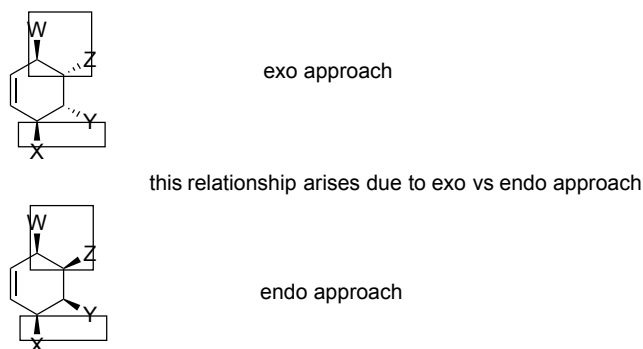 W
Z
exo approach
Y
X
this relationship arises due to exo vs endo approach
W
Z
endo approach
Y
X